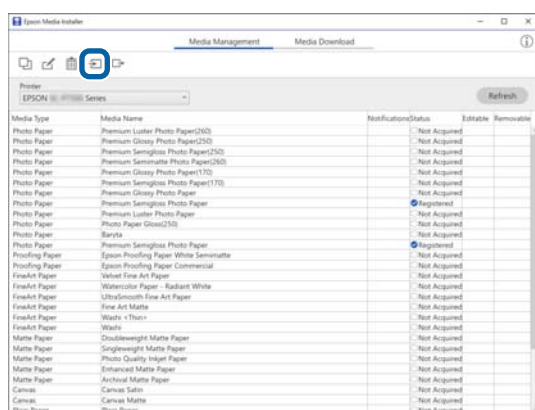 Epson Media Installer
Media Management Media Download
Printer
EPSON Series
Refresh
Media Type Media Name Notifications Status Editable Removable
Photo Paper Premium Luster Photo Paper(260) Not Acquired
Photo Paper Premium Glossy Photo Paper(250) Not Acquired
Photo Paper Premium Semigloss Photo Paper(250) Not Acquired
Photo Paper Premium Semimatte Photo Paper(260) Not Acquired
Photo Paper Premium Glossy Photo Paper(170) Not Acquired
Photo Paper Premium Semigloss Photo Paper(170) Not Acquired
Photo Paper Premium Glossy Photo Paper Not Acquired
Photo Paper Premium Semigloss Photo Paper Registered
Photo Paper Premium Luster Photo Paper Not Acquired
Photo Paper Photo Paper Gloss(250) Not Acquired
Photo Paper Baryta Not Acquired
Photo Paper Premium Semigloss Photo Paper Registered
Proofing Paper Epson Proofing Paper White Semimatte Not Acquired
Proofing Paper Epson Proofing Paper Commercial Not Acquired
FineArt Paper Velvet Fine Art Paper Not Acquired
FineArt Paper Watercolor Paper - Radiant White Not Acquired
FineArt Paper UltraSmooth Fine Art Paper Not Acquired
FineArt Paper Fine Art Matte Not Acquired
FineArt Paper Washi <Thin> Not Acquired
FineArt Paper Washi Not Acquired
Matte Paper Doubleweight Matte Paper Not Acquired
Matte Paper Singleweight Matte Paper Not Acquired
Matte Paper Photo Quality Inkjet Paper Not Acquired
Matte Paper Enhanced Matte Paper Not Acquired
Matte Paper Archival Matte Paper Not Acquired
Canvas Canvas Satin Not Acquired
Canvas Canvas Matte Not Acquired